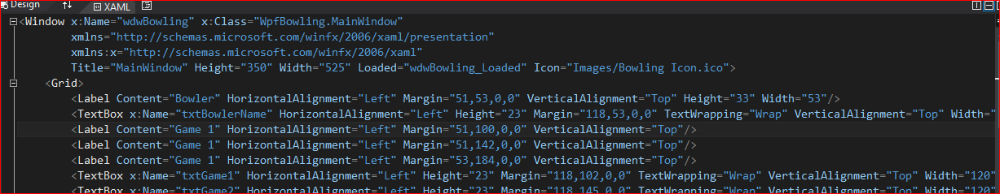 Design XAML
<Window x:Name="wdwBowling" x:Class="WpfBowling.MainWindow"
xmlns="http://schemas.microsoft.com/winfx/2006/xaml/presentation"
xmlns:x="http://schemas.microsoft.com/winfx/2006/xaml"
Title="MainWindow" Height="350" Width="525" Loaded="wdwBowling_Loaded" Icon="Images/Bowling Icon.ico">
<Grid>
<Label Content="Bowler" HorizontalAlignment="Left" Margin="51,53,0,0" VerticalAlignment="Top" Height="33" Width="53"/>
<TextBox x:Name="txtBowlerName" HorizontalAlignment="Left" Height="23" Margin="118,53,0,0" TextWrapping="Wrap" VerticalAlignment="Top" Width="
<Label Content="Game 1" HorizontalAlignment="Left" Margin="51,100,0,0" VerticalAlignment="Top"/>
<Label Content="Game 1" HorizontalAlignment="Left" Margin="51,142,0,0" VerticalAlignment="Top"/>
<Label Content="Game 1" HorizontalAlignment="Left" Margin="53,184,0,0" VerticalAlignment="Top"/>
<TextBox x:Name="txtGame1" HorizontalAlignment="Left" Height="23" Margin="118,102,0,0" TextWrapping="Wrap" VerticalAlignment="Top" Width="120"
<TextBox x:Name="txtGame2" HorizontalAlignment="Left" Height="23" Margin="118,145,0,0" TextWrapping="Wrap" VerticalAlignment="Top" Width="120"